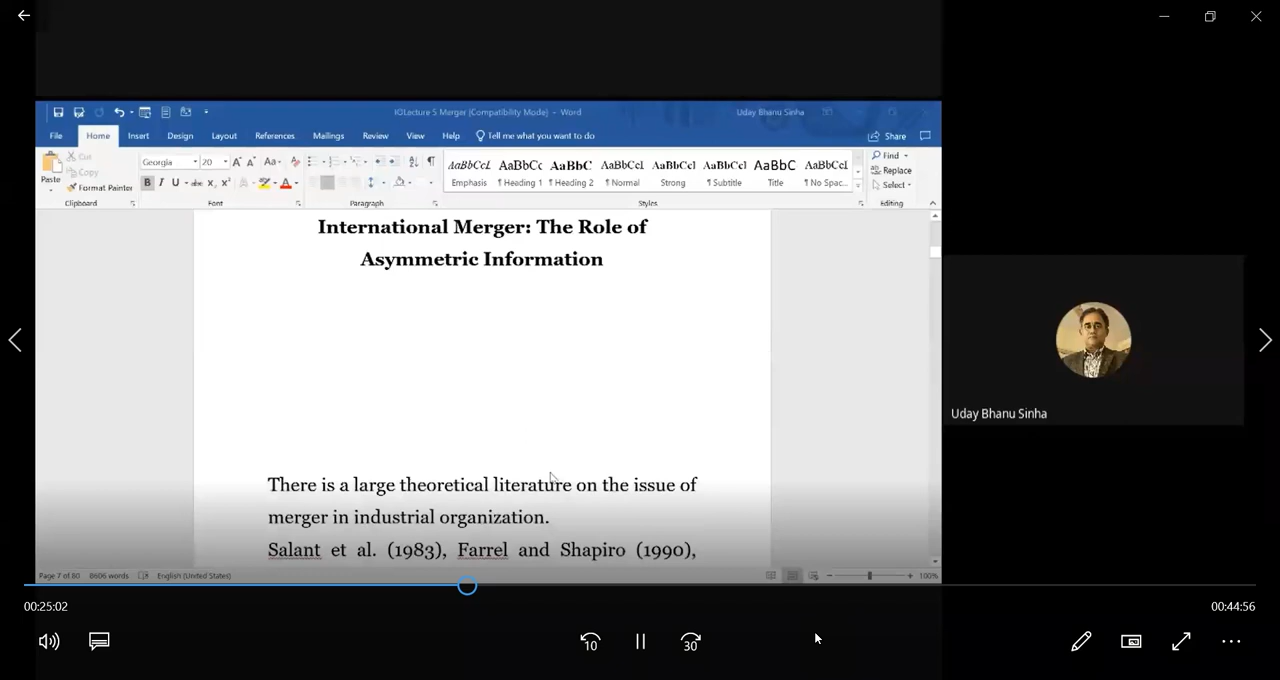 IOLecture 5 Merger [Compatibility Mode] - Word
Uday Bhanu Sinha
File Home Insert Design Layout References Mailings Review View Help Tell me what you want to do Share
Paste
Cut
Copy
Format Painter
Clipboard
Georgia 20
B I U abc
Font
Paragraph
AaBbCcL AaBbCc AaBbC AaBbCcI AaBbCcI AaBbCcI AaBbC AaBbCcI
Emphasis ¶ Heading 1 ¶ Heading 2 ¶ Normal Strong ¶ Subtitle Title ¶ No Spac...
Styles
Find
Replace
Select
Editing
International Merger: The Role of
Asymmetric Information
There is a large theoretical literature on the issue of
merger in industrial organization.
Salant et al. (1983), Farrel and Shapiro (1990),
Page 7 of 80 8606 words English (United States) 100%
Uday Bhanu Sinha
00:25:02
00:44:56
10
30